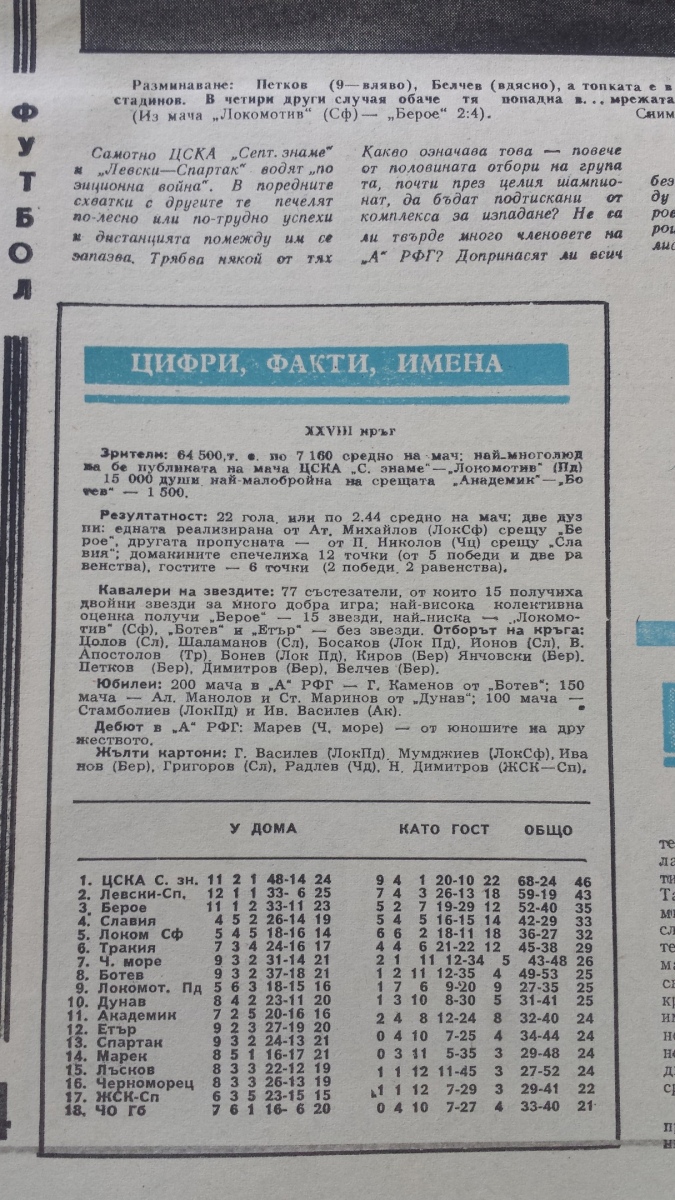 Разминаване: Петков (9—вляво), Белчев (вдясно), а топката е в
стадинов. В четири други случая обаче тя попадна в... мрежата
(Из мача „Локомотив“ (Сф)— „Берое“ 2:4).
Сним
ФУТБОЛ
Самотно ЦСКА „Септ. знаме“
и „Левски—Спартак“ водят „по
зиционна война“. В поредните
схватки с другите те печелят
по-лесно или по-трудно успехи
и дистанцията помежду им се
запазва. Трябва някой от тях
Какво означава това — повече
от половината отбори на група
та, почти през целия шампио-
нат, да бъдат подтискани от
комплекса за изпадане? Не са
ли твърде много членовете на
„А“ РФГ? Допринасят ли всич
ЦИФРИ, ФАКТИ, ИМЕНА
XXVIII кръг
Зрители: 64 500, т. е. по 7 160 средно на мач; най-многолюд
на бе публиката на мача ЦСКА „С. знаме“—„Локомотив“ (Пд)
15 000 души, най-малобройна на срещата „Академик“—„Бо
тев“ — 1 500.
Резултатност: 22 гола, или по 2.44 средно на мач; две дуз
пи: едната реализирана от Ат. Михайлов (ЛокСф) срещу „Бе
рое“, другата пропусната — от П. Николов (Чц) срещу „Сла
вия“; домакините спечелиха 12 точки (от 5 победи и две ра
венства), гостите — 6 точки (2 победи, 2 равенства).
Кавалери на звездите: 77 състезатели, от които 15 получиха
двойни звезди за много добра игра; най-висока колективна
оценка получи „Берое“ — 15 звезди, най-ниска — „Локомо-
тив“ (Сф), „Ботев“ и „Етър“ — без звезди. Отборът на кръга:
Цолов (Сл), Шаламанов (Сл), Босаков (Лок Пд), Ионов (Сл), В.
Апостолов (Тр), Бонев (Лок Пд), Киров (Бер) Янчовски (Бер).
Петков (Бер), Димитров (Бер), Белчев (Бер).
Юбилеи: 200 мача в „А“ РФГ — Г. Каменов от „Ботев“; 150
мача — Ал. Манолов и Ст. Маринов от „Дунав“; 100 мача —
Стамболиев (ЛокПд) и Ив. Василев (Ак).
Дебют в „А“ РФГ: Марев (Ч. море) — от юношите на дру
жеството.
Жълти картони: Г. Василев (ЛокПд), Мумджиев (ЛокСф), Ива
нов (Бер), Григоров (Сл), Радлев (Чд), Н. Димитров (ЖСК—Сп).
У ДОМА КАТО ГОСТ ОБЩО
1. ЦСКА С. зн. 11 2 1 48-14 24 9 4 1 20-10 22 68-24 46
2. Левски-Сп. 12 1 1 33- 6 25 7 4 3 26-13 18 59-19 43
3. Берое 11 1 2 33-11 23 5 2 7 19-29 12 52-40 35
4. Славия 4 5 2 26-14 19 5 4 5 16-15 14 42-29 33
5. Локом Сф 5 4 5 18-16 14 6 6 2 18-11 18 36-27 32
6. Тракия 7 3 4 24-16 17 4 4 6 21-22 12 45-38 29
7. Ч. море 9 3 2 31-14 21 2 1 11 12-34 5 43-48 26
8. Ботев 9 3 2 37-18 21 1 2 11 12-35 4 49-53 25
9. Локомот. Пд 5 6 3 18-15 16 1 7 6 9-20 9 27-35 25
10. Дунав 8 4 2 23-11 20 1 3 10 8-30 5 31-41 25
11. Академик 7 2 5 20-16 16 2 4 8 12-24 8 32-40 24
12. Етър 9 2 3 27-19 20 0 4 10 7-25 4 34-44 24
13. Спартак 9 3 2 24-13 21
14. Марек 8 5 1 16-17 21 0 3 11 5-35 3 29-48 24
15. Лъсков 8 3 3 22-12 19 1 1 12 11-45 3 27-52 24
16. Черноморец 8 3 3 26-13 19
17. ЖСК-Сп 6 3 5 23-15 15 1 1 12 7-29 3 29-41 22
18. ЧО Гб 7 6 1 16- 6 20 0 4 10 7-27 4 33-40 21